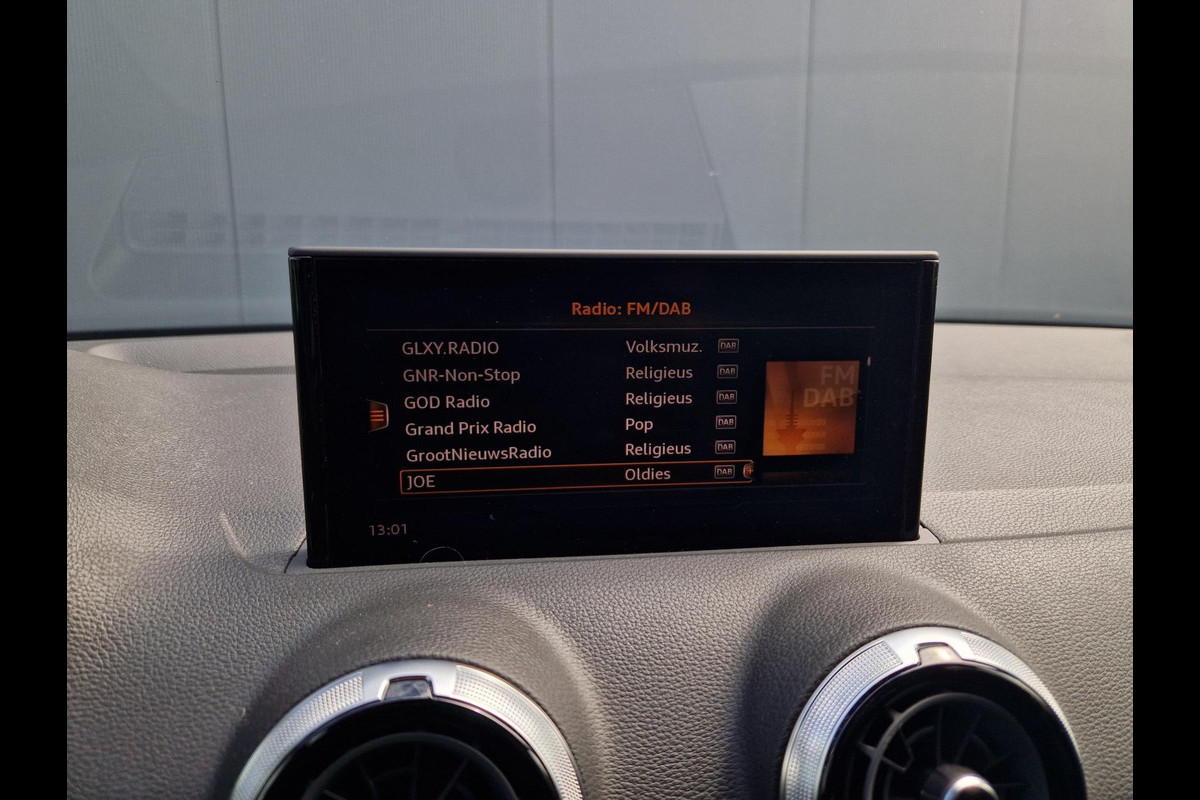 Radio: FM/DAB
GLXY.RADIO Volksmuz. DAB
GNR-Non-Stop Religieus DAB
GOD Radio Religieus DAB
Grand Prix Radio Pop DAB
GrootNieuwsRadio Religieus DAB
JOE Oldies DAB
FM
DAB
13:01